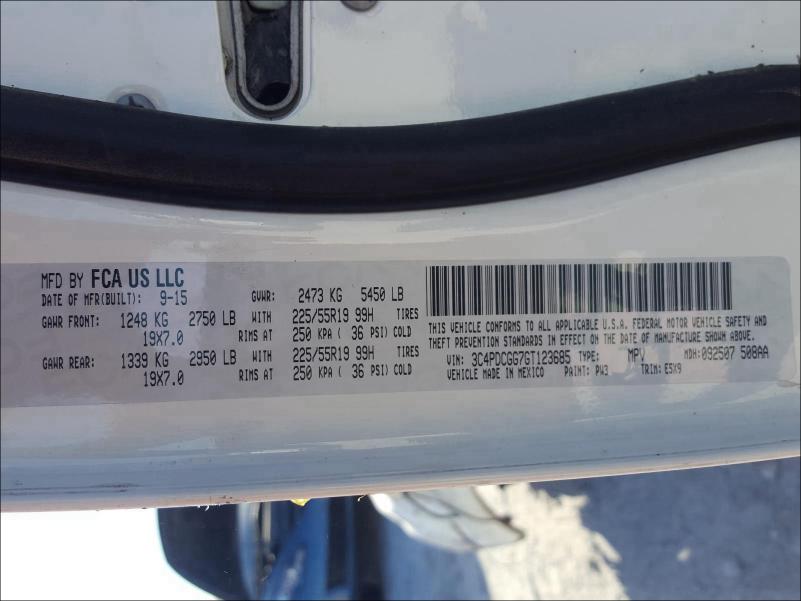 MFD BY FCA US LLC
DATE OF MFR(BUILT): 9-15 GVWR: 2473 KG 5450 LB
GAWR FRONT: 1248 KG 2750 LB WITH 225/55R19 99H TIRES
19X7.0 RIMS AT 250 KPA ( 36 PSI) COLD
GAWR REAR: 1339 KG 2950 LB WITH 225/55R19 99H TIRES
19X7.0 RIMS AT 250 KPA ( 36 PSI) COLD
THIS VEHICLE CONFORMS TO ALL APPLICABLE U.S.A. FEDERAL MOTOR VEHICLE SAFETY AND
THEFT PREVENTION STANDARDS IN EFFECT ON THE DATE OF MANUFACTURE SHOWN ABOVE.
VIN: 3C4PDCGG7GT123685 TYPE: MPV MDH: 092507 508AA
VEHICLE MADE IN MEXICO PAINT: PW3 TRIM: E5X9